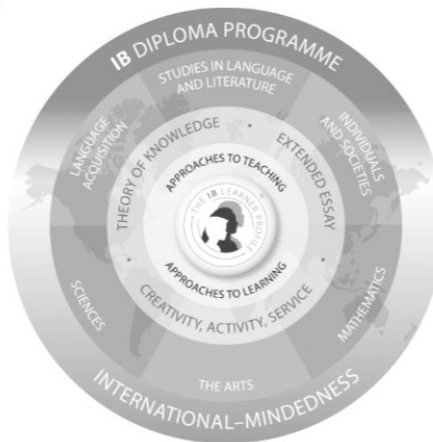 IB DIPLOMA PROGRAMME
STUDIES IN LANGUAGE
AND LITERATURE
LANGUAGE
ACQUISITION
INDIVIDUALS
AND SOCIETIES
THEORY OF KNOWLEDGE
EXTENDED ESSAY
APPROACHES TO TEACHING
THE IB LEARNER PROFILE
APPROACHES TO LEARNING
CREATIVITY, ACTIVITY, SERVICE
SCIENCES
MATHEMATICS
THE ARTS
INTERNATIONAL–MINDEDNESS